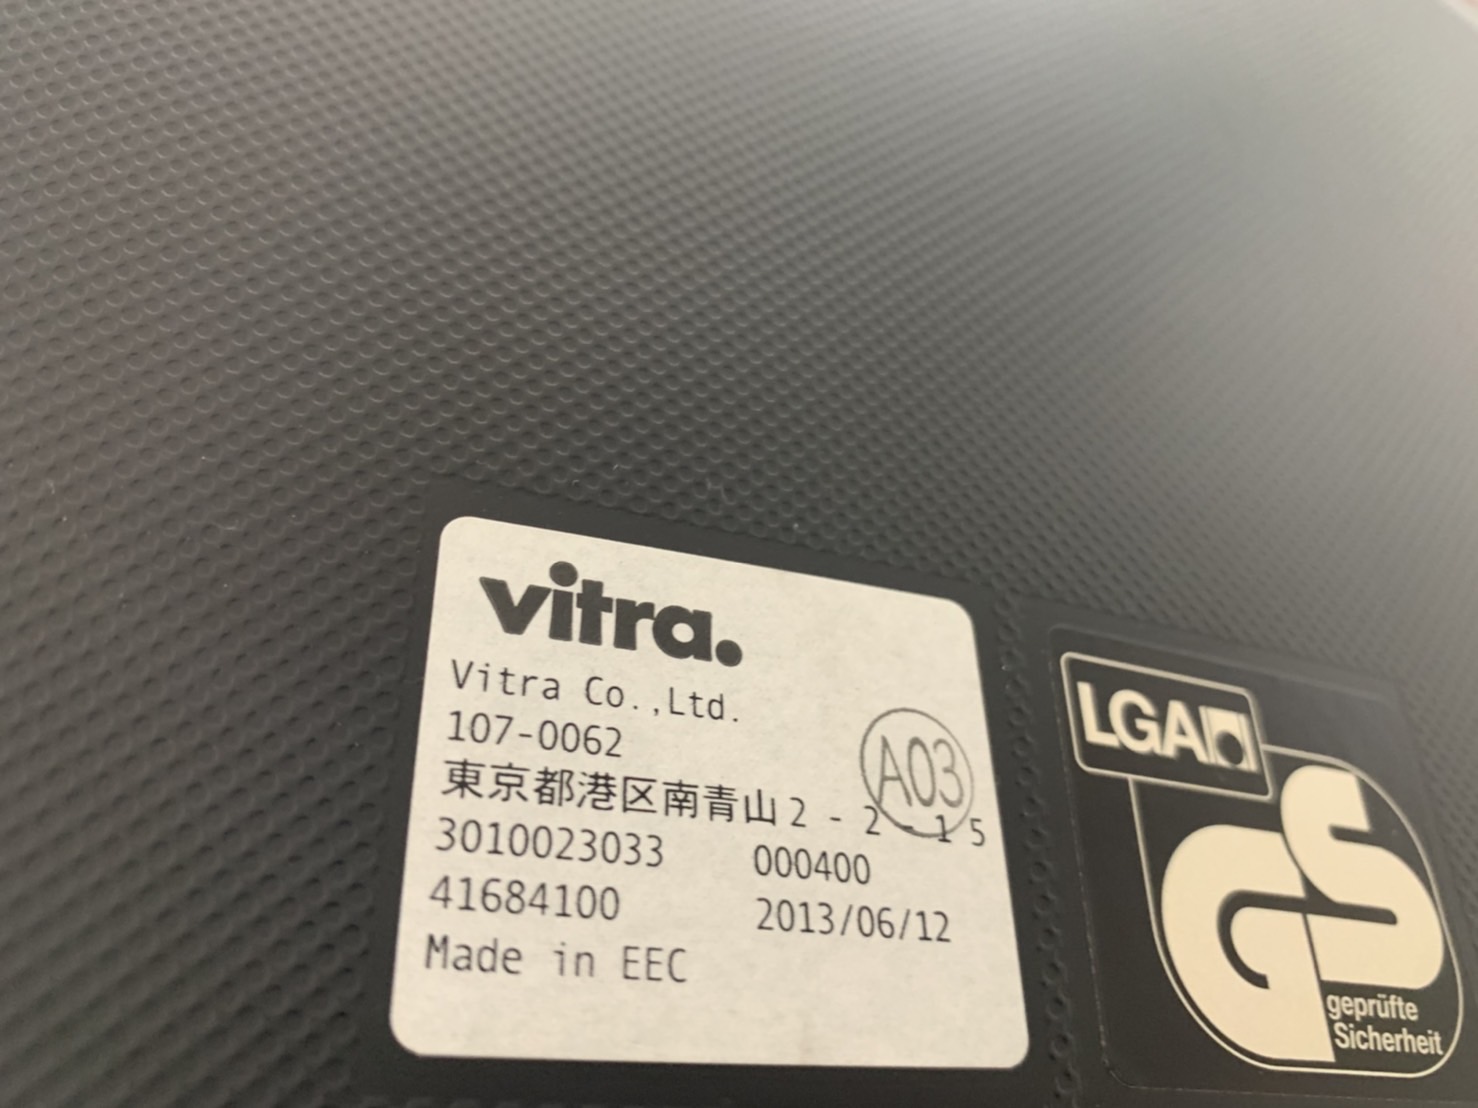 vitra.
Vitra Co.,Ltd.
107-0062
A03
東京都港区南青山2-2-15
3010023033 000400
41684100 2013/06/12
Made in EEC
LGA
GS
geprüfte
Sicherheit